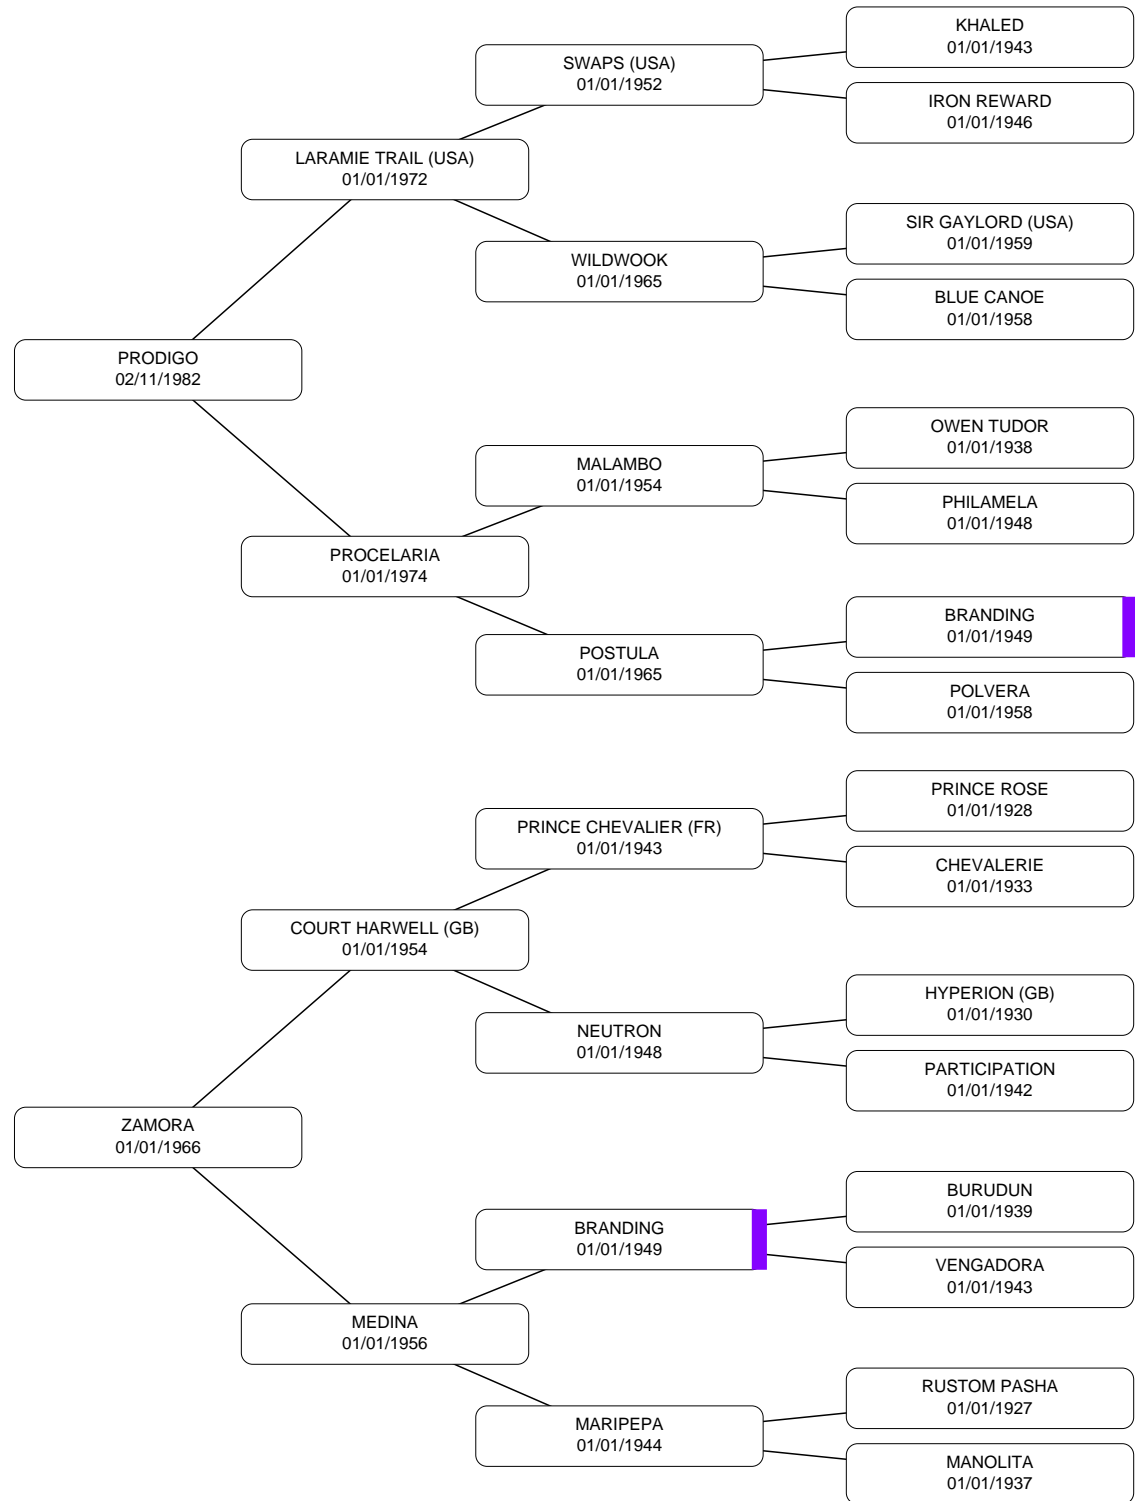 KHALED
01/01/1943
SWAPS (USA)
01/01/1952
IRON REWARD
01/01/1946
LARAMIE TRAIL (USA)
01/01/1972
SIR GAYLORD (USA)
01/01/1959
WILDWOOK
01/01/1965
BLUE CANOE
01/01/1958
PRODIGO
02/11/1982
OWEN TUDOR
01/01/1938
MALAMBO
01/01/1954
PHILAMELA
01/01/1948
PROCELARIA
01/01/1974
BRANDING
01/01/1949
POSTULA
01/01/1965
POLVERA
01/01/1958
PRINCE ROSE
01/01/1928
PRINCE CHEVALIER (FR)
01/01/1943
CHEVALERIE
01/01/1933
COURT HARWELL (GB)
01/01/1954
HYPERION (GB)
01/01/1930
NEUTRON
01/01/1948
PARTICIPATION
01/01/1942
ZAMORA
01/01/1966
BURUDUN
01/01/1939
BRANDING
01/01/1949
VENGADORA
01/01/1943
MEDINA
01/01/1956
RUSTOM PASHA
01/01/1927
MARIPEPA
01/01/1944
MANOLITA
01/01/1937